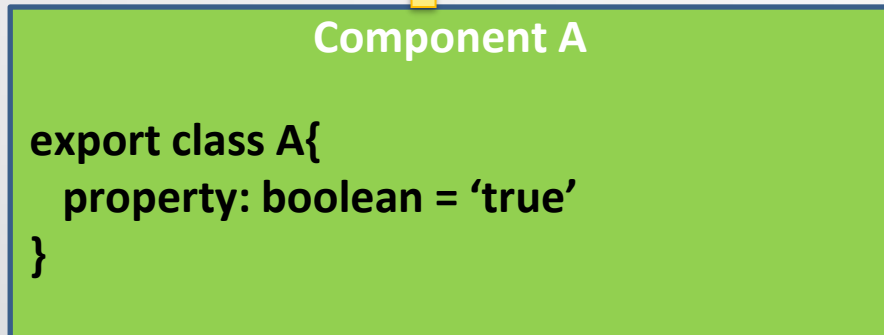 Component A
export class A{
property: boolean = ‘true’
}